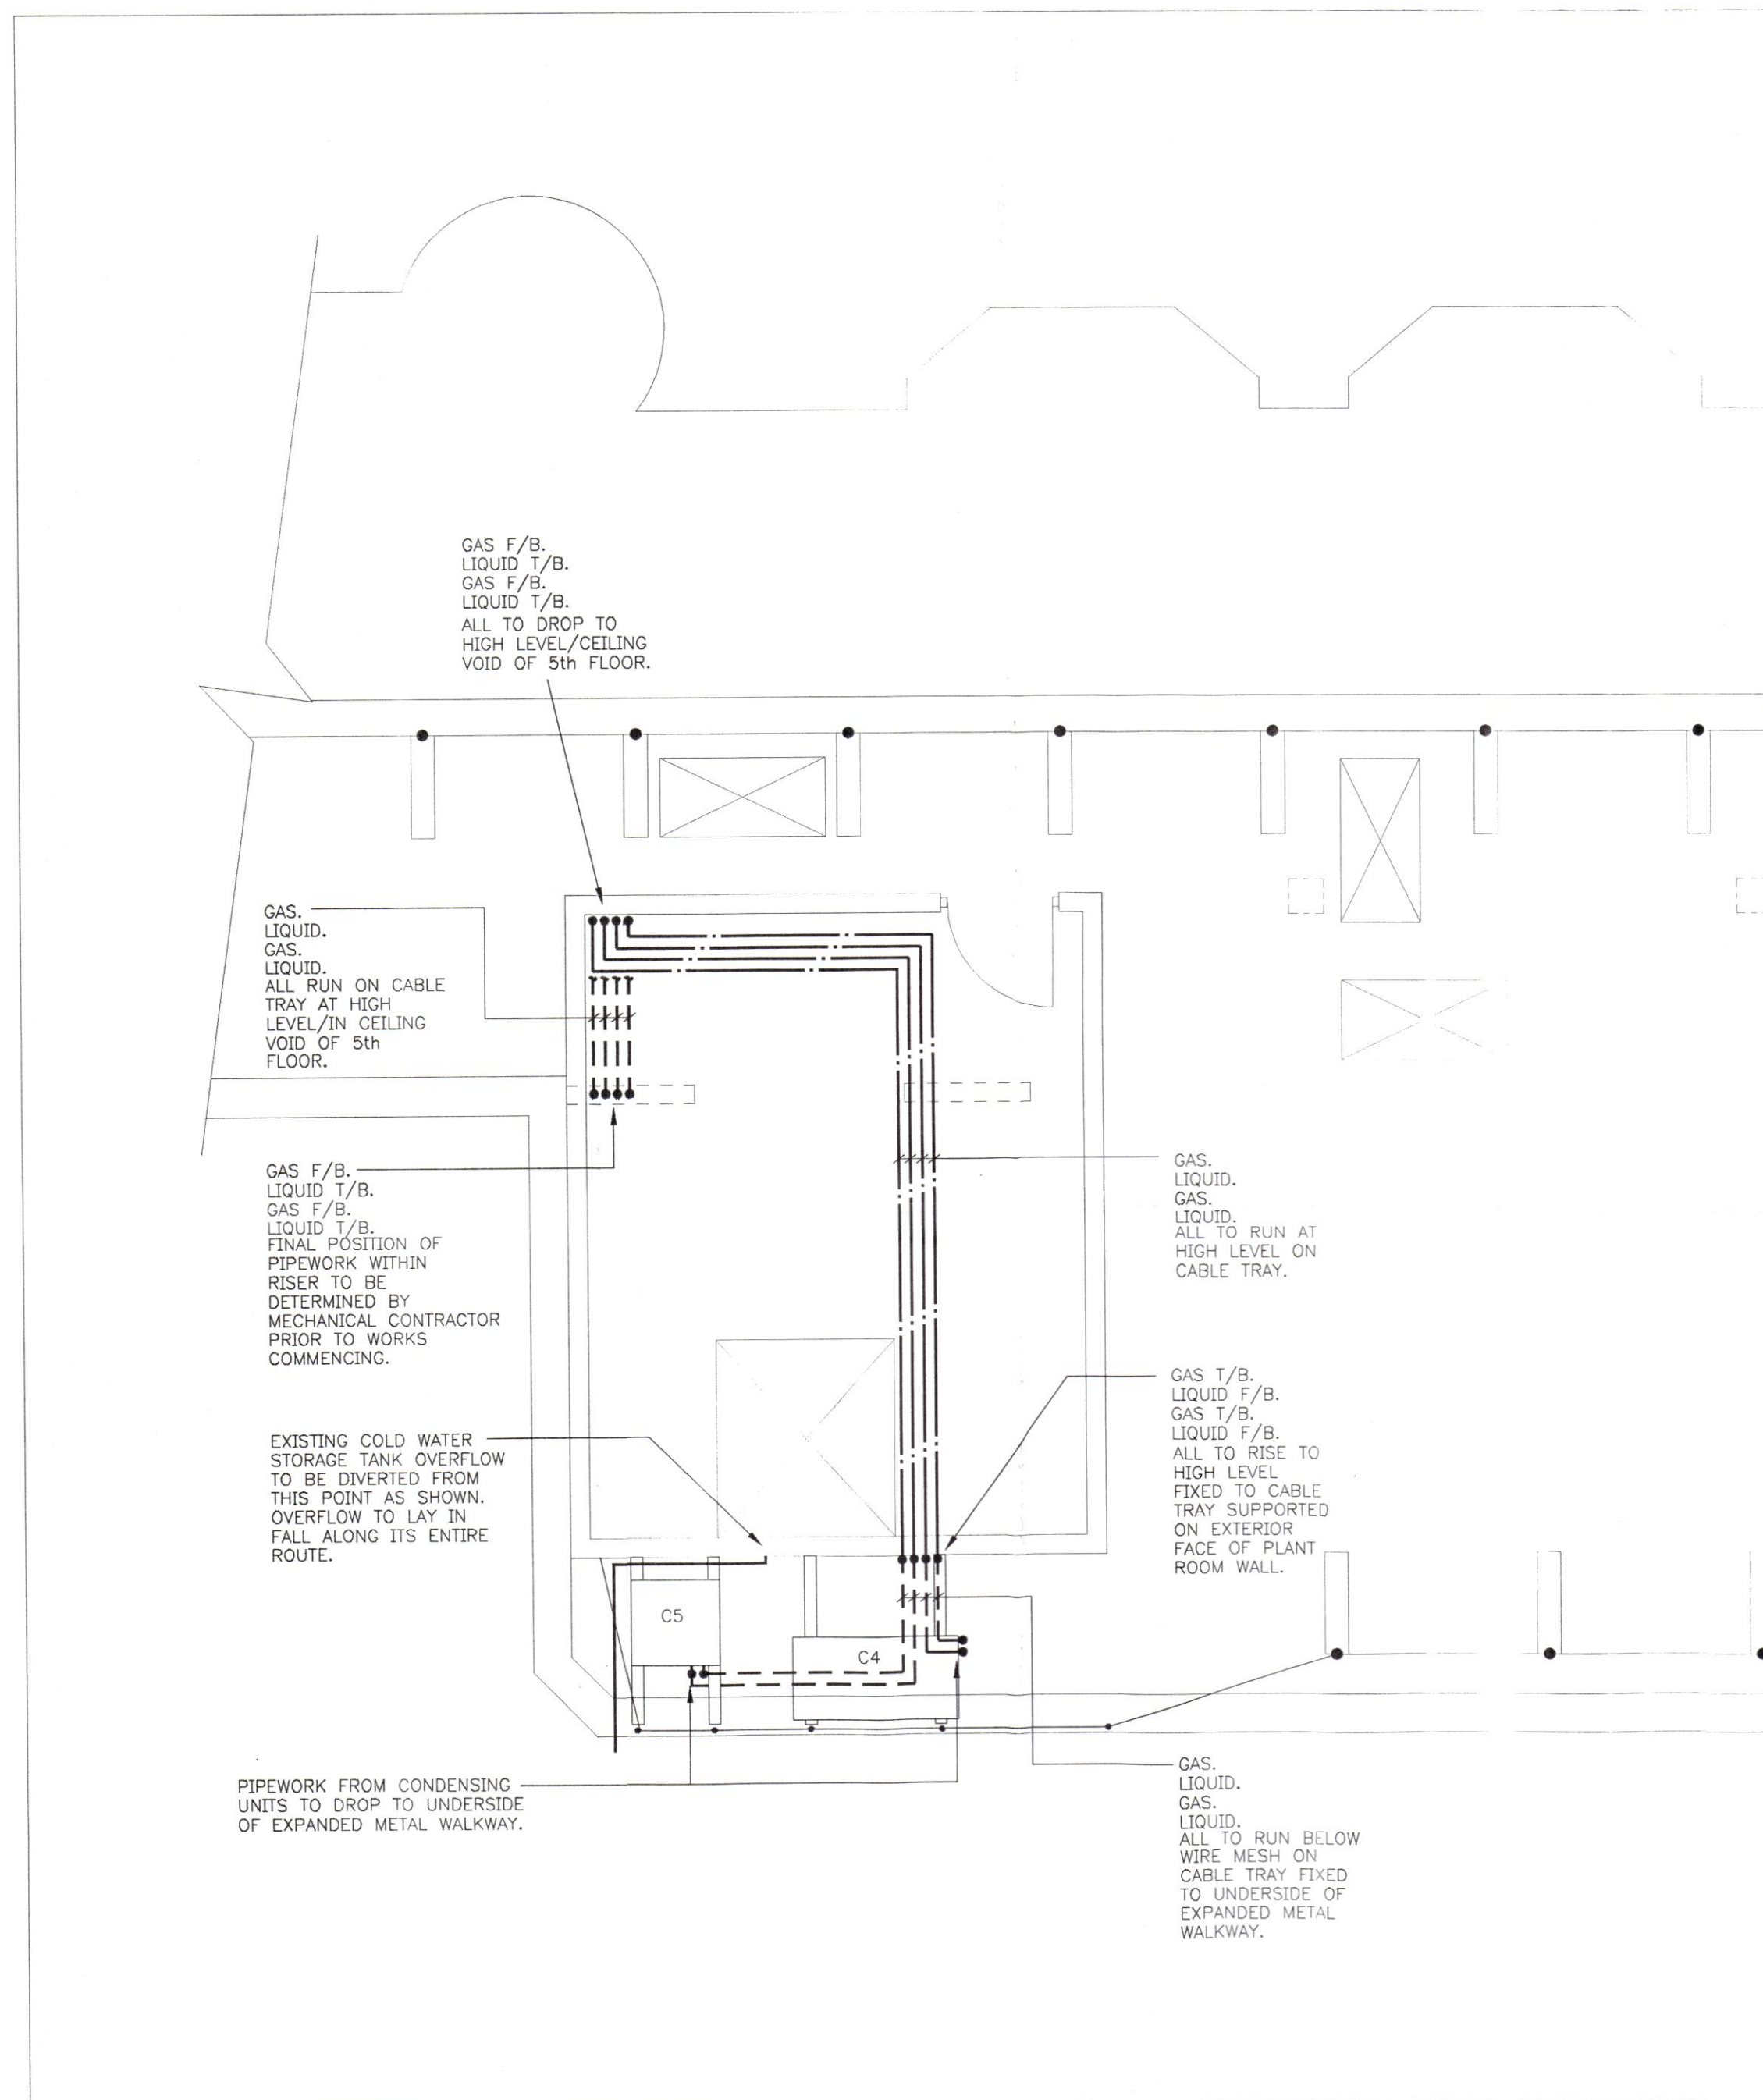 GAS F/B.
LIQUID T/B.
GAS F/B.
LIQUID T/B.
ALL TO DROP TO
HIGH LEVEL/CEILING
VOID OF 5th FLOOR.
GAS.
LIQUID.
GAS.
LIQUID.
ALL RUN ON CABLE
TRAY AT HIGH
LEVEL/IN CEILING
VOID OF 5th
FLOOR.
GAS F/B.
LIQUID T/B.
GAS F/B.
LIQUID T/B.
FINAL POSITION OF
PIPEWORK WITHIN
RISER TO BE
DETERMINED BY
MECHANICAL CONTRACTOR
PRIOR TO WORKS
COMMENCING.
GAS.
LIQUID.
GAS.
LIQUID.
ALL TO RUN AT
HIGH LEVEL ON
CABLE TRAY.
GAS T/B.
LIQUID F/B.
GAS T/B.
LIQUID F/B.
ALL TO RISE TO
HIGH LEVEL
FIXED TO CABLE
TRAY SUPPORTED
ON EXTERIOR
FACE OF PLANT
ROOM WALL.
EXISTING COLD WATER
STORAGE TANK OVERFLOW
TO BE DIVERTED FROM
THIS POINT AS SHOWN.
OVERFLOW TO LAY IN
FALL ALONG ITS ENTIRE
ROUTE.
C5
C4
PIPEWORK FROM CONDENSING
UNITS TO DROP TO UNDERSIDE
OF EXPANDED METAL WALKWAY.
GAS.
LIQUID.
GAS.
LIQUID.
ALL TO RUN BELOW
WIRE MESH ON
CABLE TRAY FIXED
TO UNDERSIDE OF
EXPANDED METAL
WALKWAY.